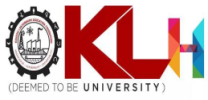 KLH
(DEEMED TO BE UNIVERSITY)